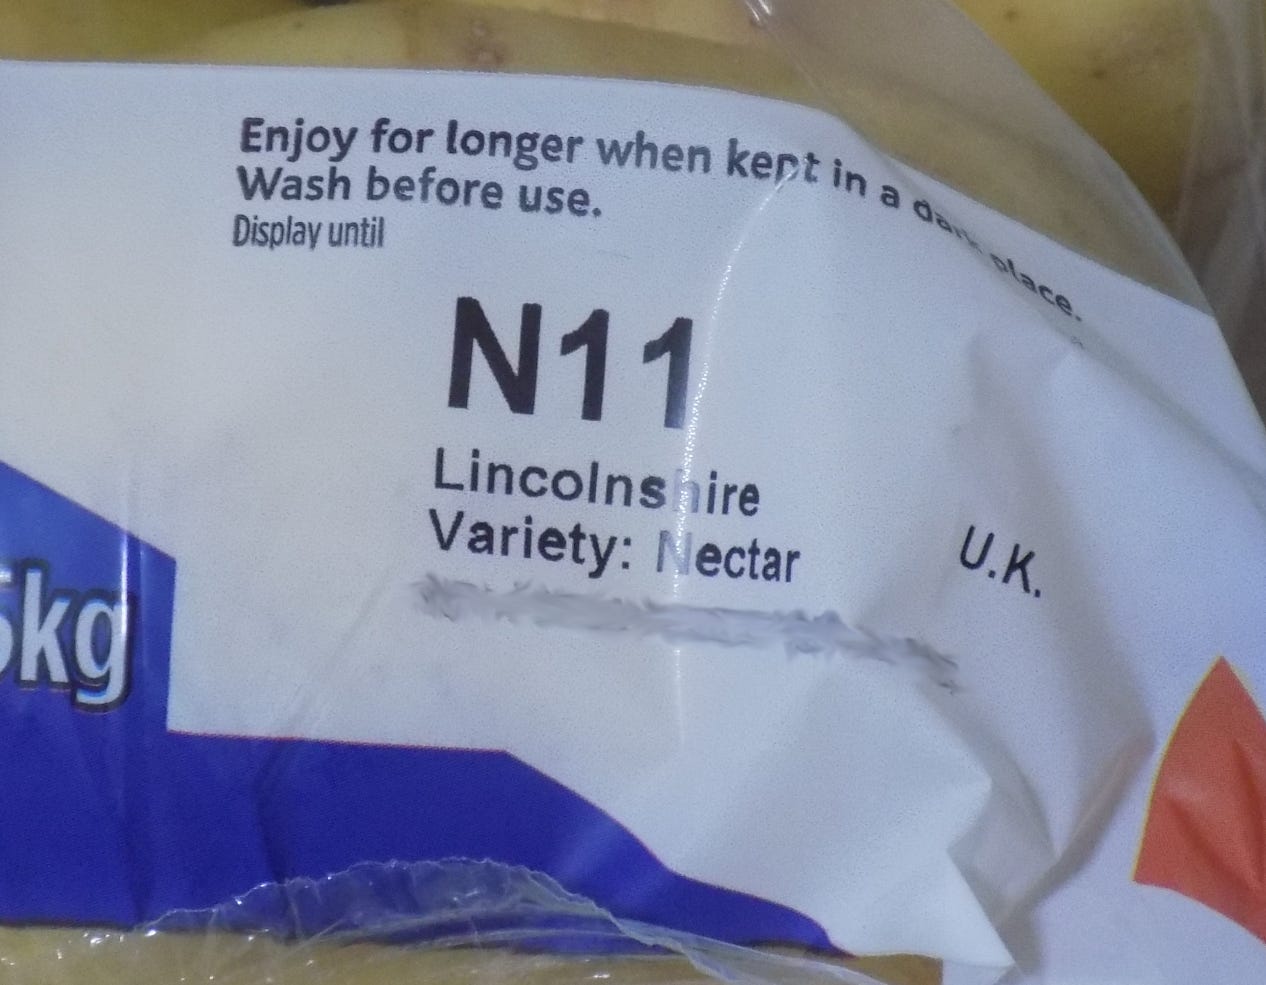 Enjoy for longer when kept in a dark place.
Wash before use.
Display until
N11
Lincolnshire
Variety: Nectar
U.K.
5kg